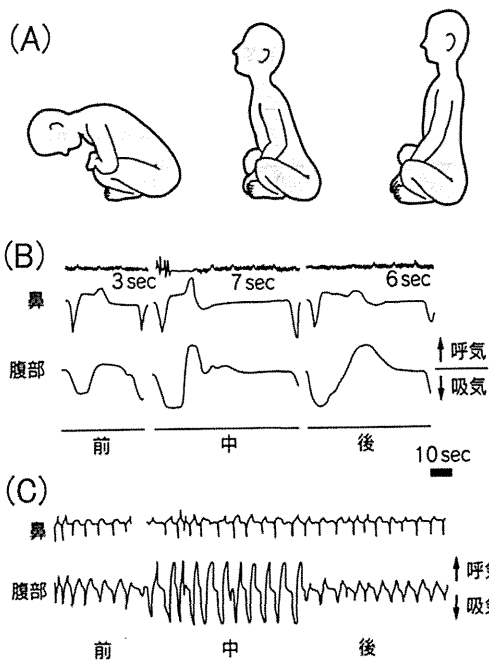 (A)
(B)
3 sec 7 sec 6 sec
鼻
腹部
↑ 呼気
↓ 吸気
前 中 後
10 sec
(C)
鼻
腹部
↑ 呼気
↓ 吸気
前 中 後